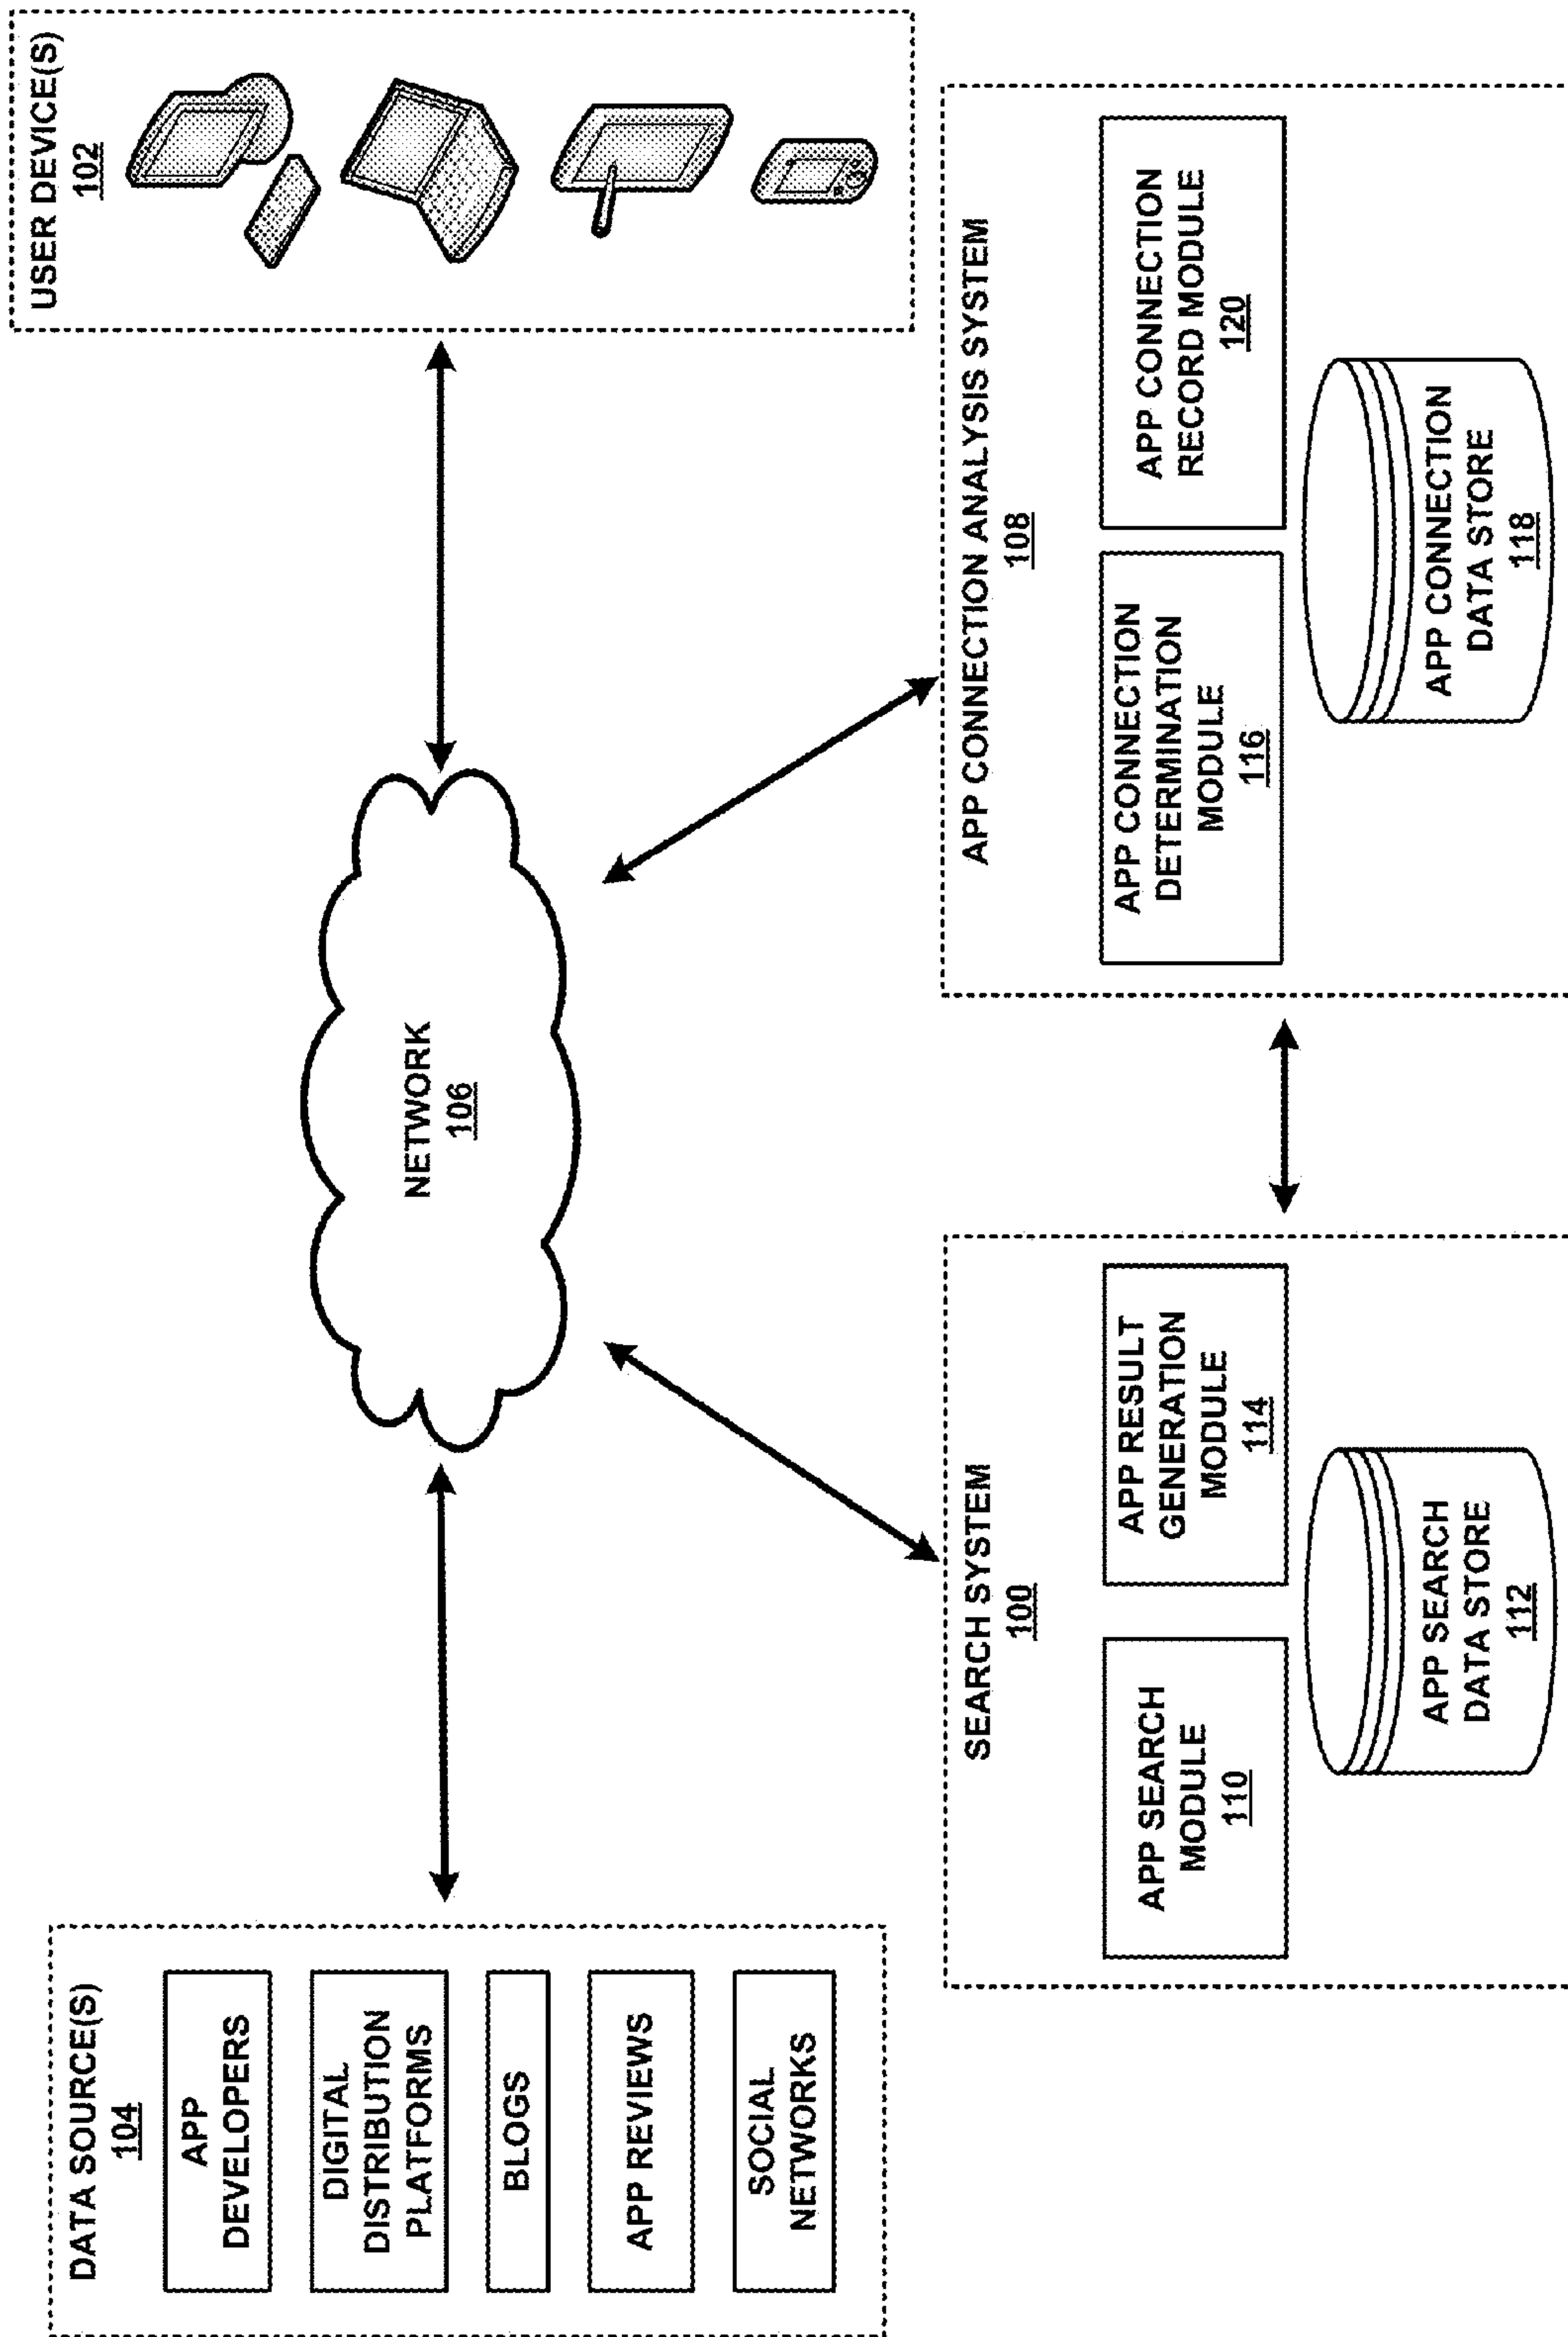 DATA SOURCE(S)
104
APP
DEVELOPERS
DIGITAL
DISTRIBUTION
PLATFORMS
BLOGS
APP REVIEWS
SOCIAL
NETWORKS
NETWORK
106
USER DEVICE(S)
102
SEARCH SYSTEM
100
APP SEARCH
MODULE
110
APP RESULT
GENERATION
MODULE
114
APP SEARCH
DATA STORE
112
APP CONNECTION ANALYSIS SYSTEM
108
APP CONNECTION
DETERMINATION
MODULE
116
APP CONNECTION
RECORD MODULE
120
APP CONNECTION
DATA STORE
118